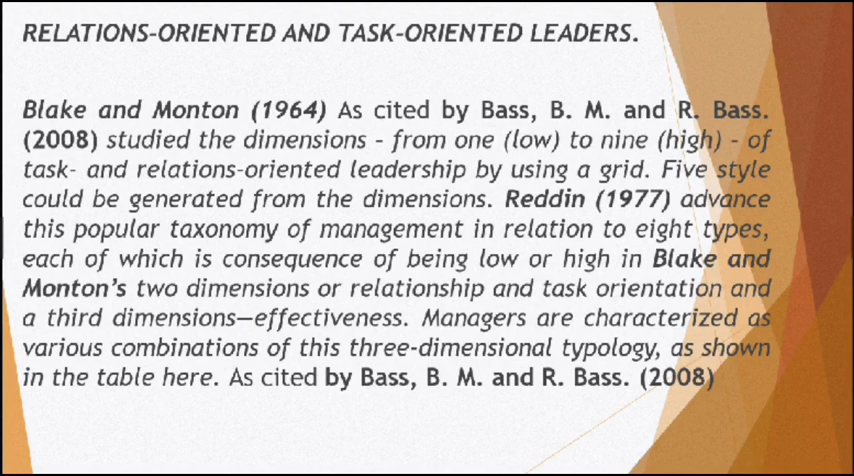 RELATIONS-ORIENTED AND TASK-ORIENTED LEADERS.
Blake and Monton (1964) As cited by Bass, B. M. and R. Bass.
(2008) studied the dimensions – from one (low) to nine (high) – of
task- and relations-oriented leadership by using a grid. Five style
could be generated from the dimensions. Reddin (1977) advance
this popular taxonomy of management in relation to eight types,
each of which is consequence of being low or high in Blake and
Monton's two dimensions or relationship and task orientation and
a third dimensions—effectiveness. Managers are characterized as
various combinations of this three-dimensional typology, as shown
in the table here. As cited by Bass, B. M. and R. Bass. (2008)